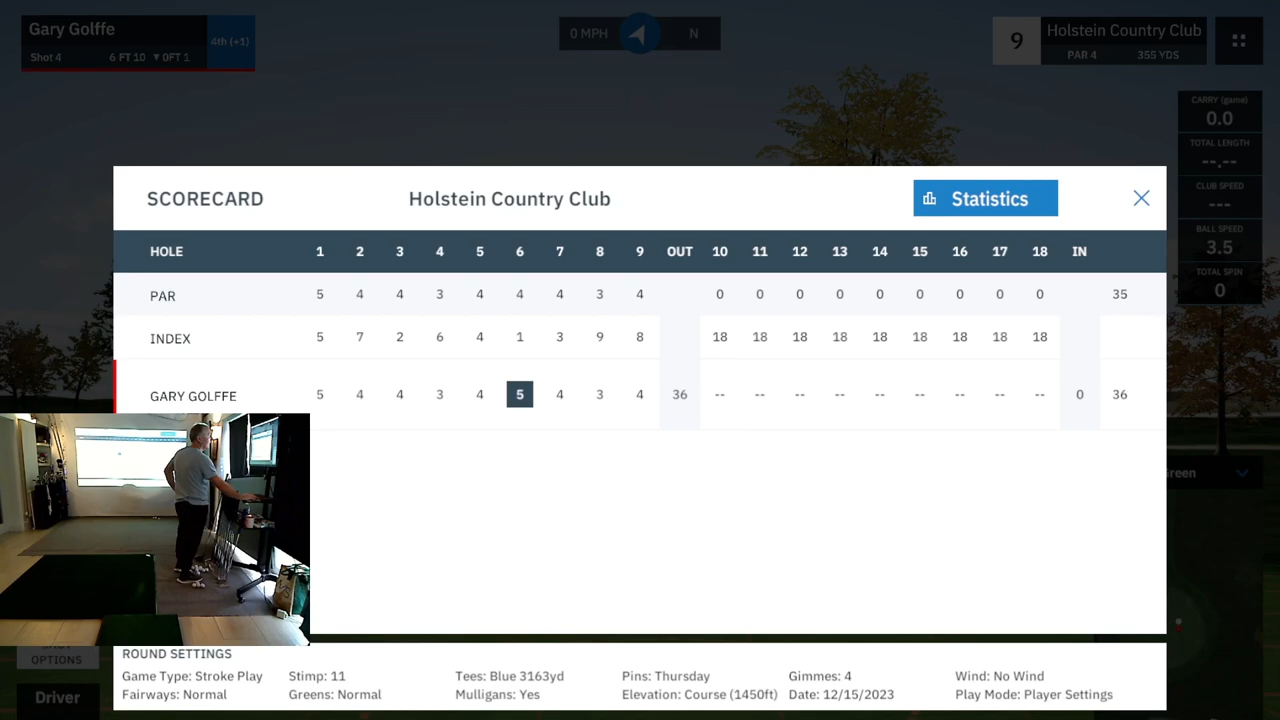 Gary Golffe
Shot 4 6 FT 10 ▼0FT 1 4th (+1)
0 MPH N
9 Holstein Country Club
PAR 4 355 YDS
CARRY (game)
0.0
TOTAL LENGTH
--.--
CLUB SPEED
---
BALL SPEED
3.5
TOTAL SPIN
0
SCORECARD Holstein Country Club Statistics
HOLE 1 2 3 4 5 6 7 8 9 OUT 10 11 12 13 14 15 16 17 18 IN
PAR 5 4 4 3 4 4 4 3 4 0 0 0 0 0 0 0 0 0 35
INDEX 5 7 2 6 4 1 3 9 8 18 18 18 18 18 18 18 18 18
GARY GOLFFE 5 4 4 3 4 5 4 3 4 36 -- -- -- -- -- -- -- -- -- 0 36
OPTIONS
Driver
ROUND SETTINGS
Game Type: Stroke Play Stimp: 11 Tees: Blue 3163yd Pins: Thursday Gimmes: 4 Wind: No Wind
Fairways: Normal Greens: Normal Mulligans: Yes Elevation: Course (1450ft) Date: 12/15/2023 Play Mode: Player Settings